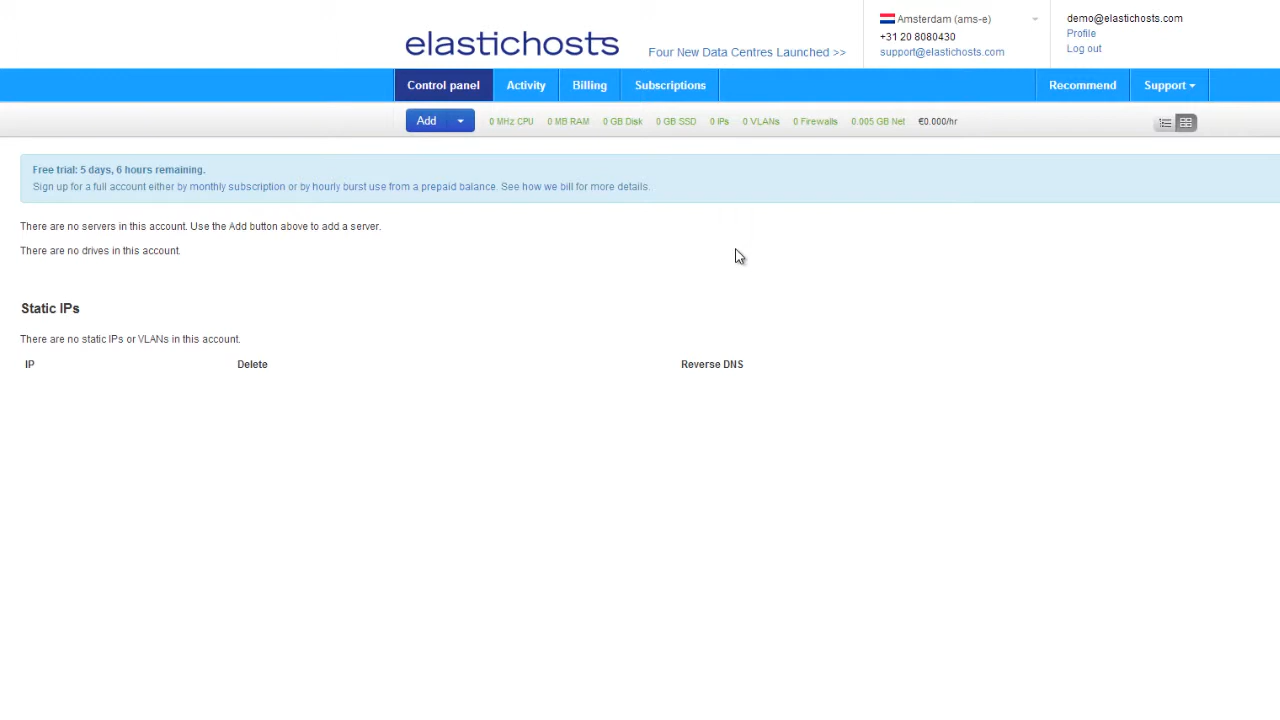 elastichosts
Four New Data Centres Launched >>
Amsterdam (ams-e)
+31 20 8080430
support@elastichosts.com
demo@elastichosts.com
Profile
Log out
Control panel Activity Billing Subscriptions Recommend Support
Add 0 MHz CPU 0 MB RAM 0 GB Disk 0 GB SSD 0 IPs 0 VLANs 0 Firewalls 0.005 GB Net €0.000/hr
Free trial: 5 days, 6 hours remaining.
Sign up for a full account either by monthly subscription or by hourly burst use from a prepaid balance. See how we bill for more details.
There are no servers in this account. Use the Add button above to add a server.
There are no drives in this account.
Static IPs
There are no static IPs or VLANs in this account.
IP Delete Reverse DNS